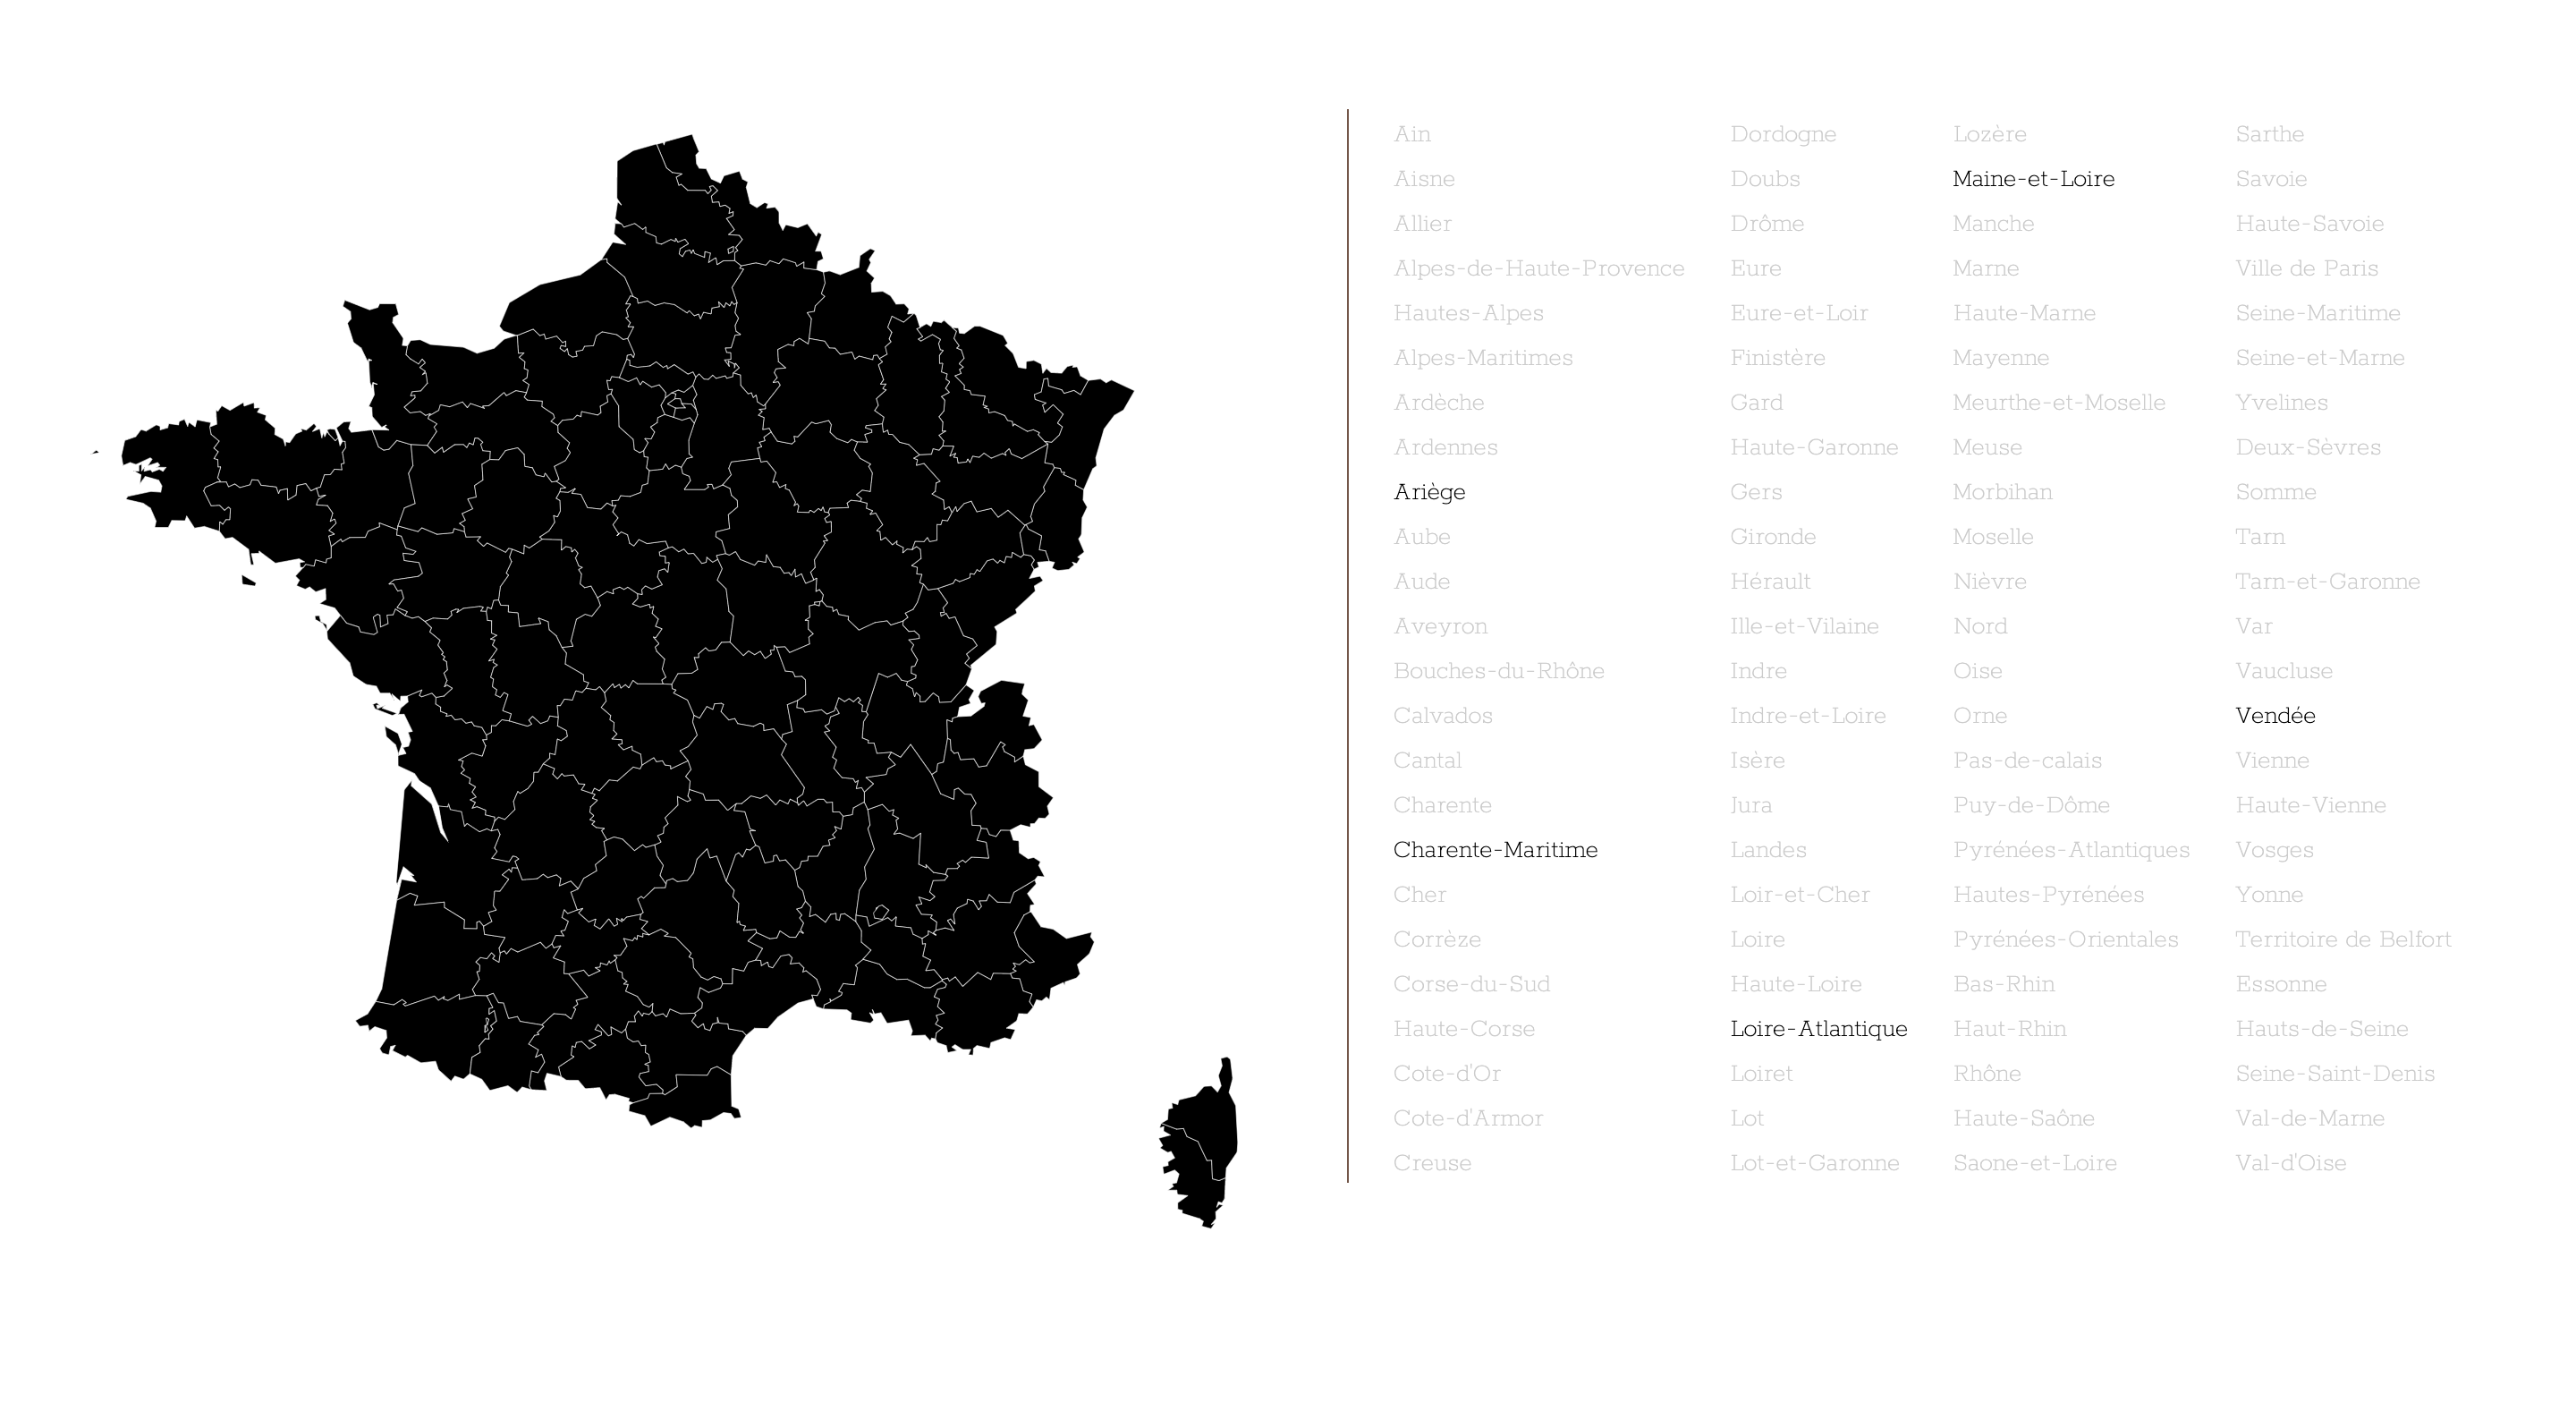 Ain
Aisne
Allier
Alpes-de-Haute-Provence
Hautes-Alpes
Alpes-Maritimes
Ardèche
Ardennes
Ariège
Aube
Aude
Aveyron
Bouches-du-Rhône
Calvados
Cantal
Charente
Charente-Maritime
Cher
Corrèze
Corse-du-Sud
Haute-Corse
Cote-d'Or
Cote-d'Armor
Creuse
Dordogne
Doubs
Drôme
Eure
Eure-et-Loir
Finistère
Gard
Haute-Garonne
Gers
Gironde
Hérault
Ille-et-Vilaine
Indre
Indre-et-Loire
Isère
Jura
Landes
Loir-et-Cher
Loire
Haute-Loire
Loire-Atlantique
Loiret
Lot
Lot-et-Garonne
Lozère
Maine-et-Loire
Manche
Marne
Haute-Marne
Mayenne
Meurthe-et-Moselle
Meuse
Morbihan
Moselle
Nièvre
Nord
Oise
Orne
Pas-de-calais
Puy-de-Dôme
Pyrénées-Atlantiques
Hautes-Pyrénées
Pyrénées-Orientales
Bas-Rhin
Haut-Rhin
Rhône
Haute-Saône
Saone-et-Loire
Sarthe
Savoie
Haute-Savoie
Ville de Paris
Seine-Maritime
Seine-et-Marne
Yvelines
Deux-Sèvres
Somme
Tarn
Tarn-et-Garonne
Var
Vaucluse
Vendée
Vienne
Haute-Vienne
Vosges
Yonne
Territoire de Belfort
Essonne
Hauts-de-Seine
Seine-Saint-Denis
Val-de-Marne
Val-d'Oise